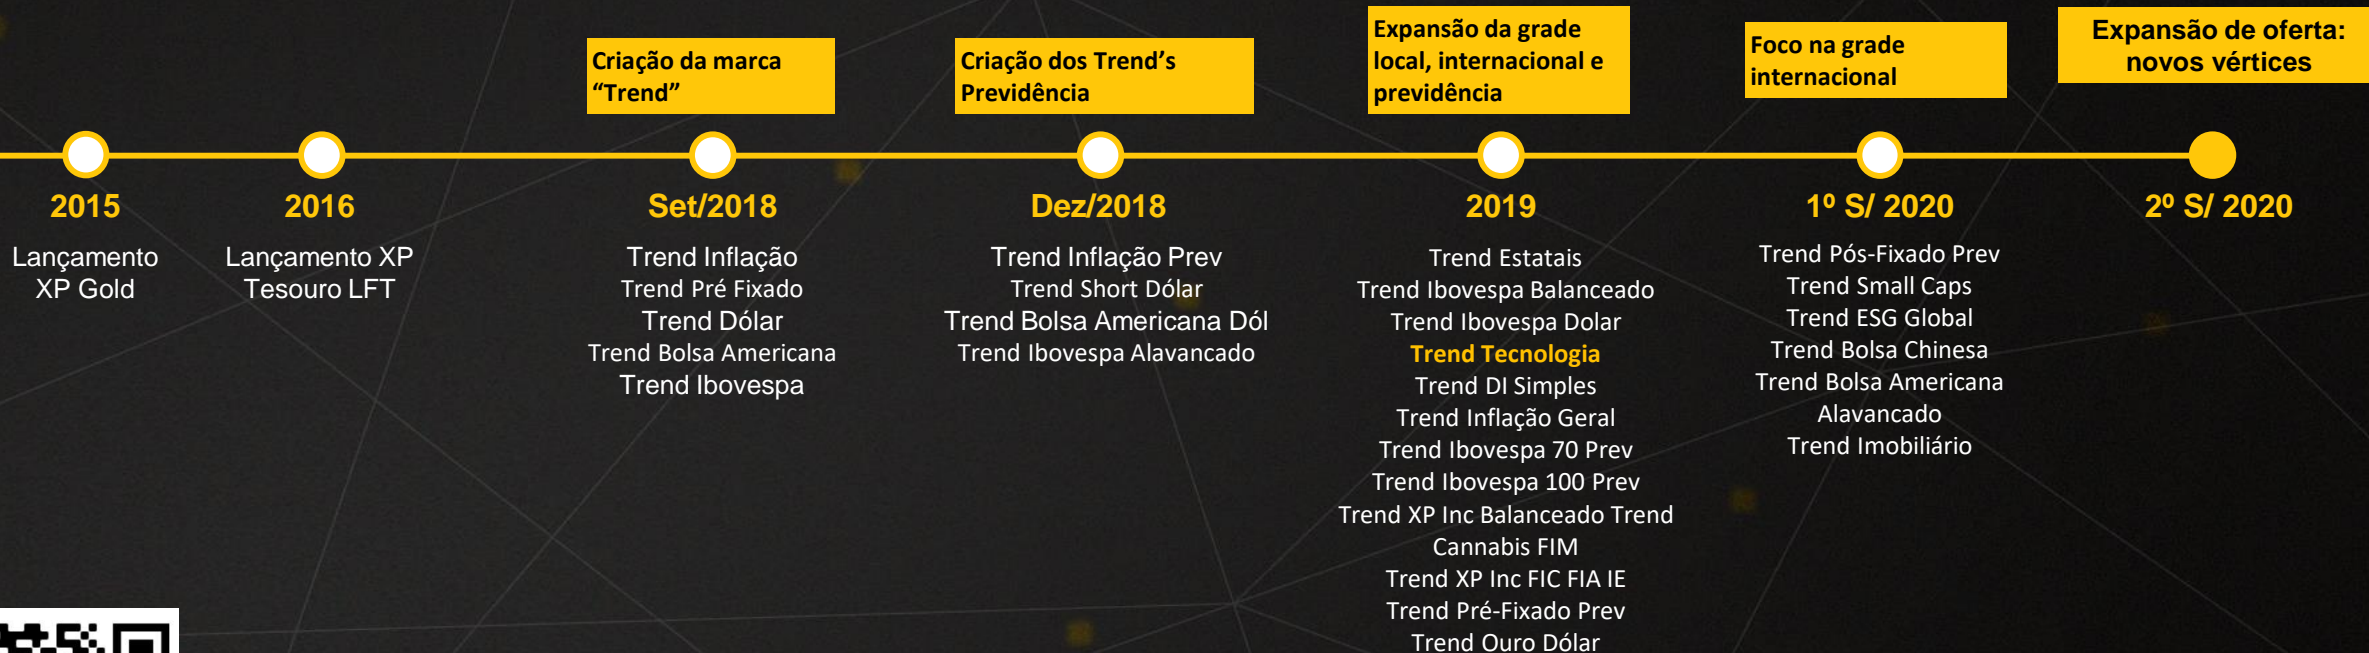 Criação da marca
“Trend”
Criação dos Trend’s
Previdência
Expansão da grade
local, internacional e
previdência
Foco na grade
internacional
Expansão de oferta:
novos vértices
2015
Lançamento
XP Gold
2016
Lançamento XP
Tesouro LFT
Set/2018
Trend Inflação
Trend Pré Fixado
Trend Dólar
Trend Bolsa Americana
Trend Ibovespa
Dez/2018
Trend Inflação Prev
Trend Short Dólar
Trend Bolsa Americana Dól
Trend Ibovespa Alavancado
2019
Trend Estatais
Trend Ibovespa Balanceado
Trend Ibovespa Dolar
Trend Tecnologia
Trend DI Simples
Trend Inflação Geral
Trend Ibovespa 70 Prev
Trend Ibovespa 100 Prev
Trend XP Inc Balanceado Trend
Cannabis FIM
Trend XP Inc FIC FIA IE
Trend Pré-Fixado Prev
Trend Ouro Dólar
1º S/ 2020
Trend Pós-Fixado Prev
Trend Small Caps
Trend ESG Global
Trend Bolsa Chinesa
Trend Bolsa Americana
Alavancado
Trend Imobiliário
2º S/ 2020